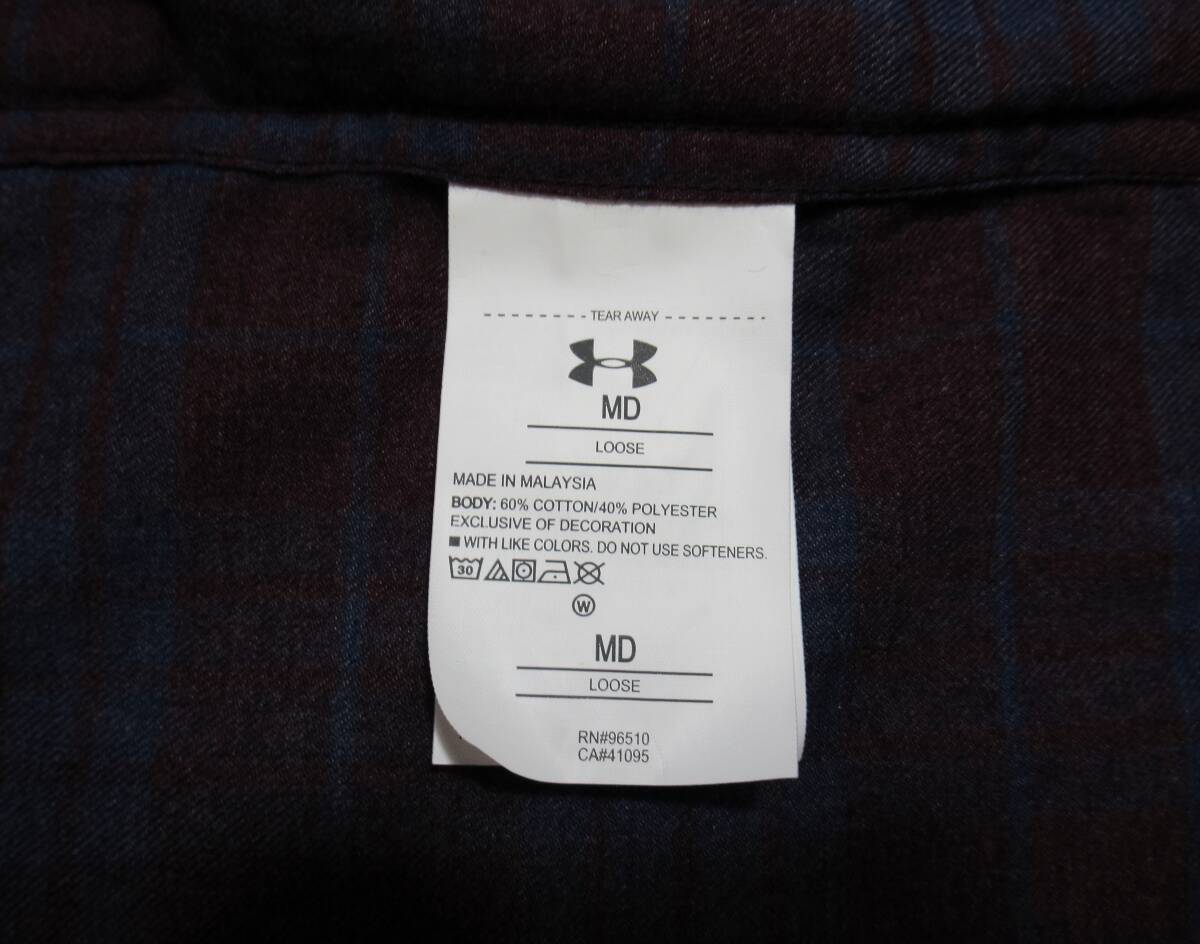 TEAR AWAY
MD
LOOSE
MADE IN MALAYSIA
BODY: 60% COTTON/40% POLYESTER
EXCLUSIVE OF DECORATION
■ WITH LIKE COLORS. DO NOT USE SOFTENERS.
30
W
MD
LOOSE
RN#96510
CA#41095